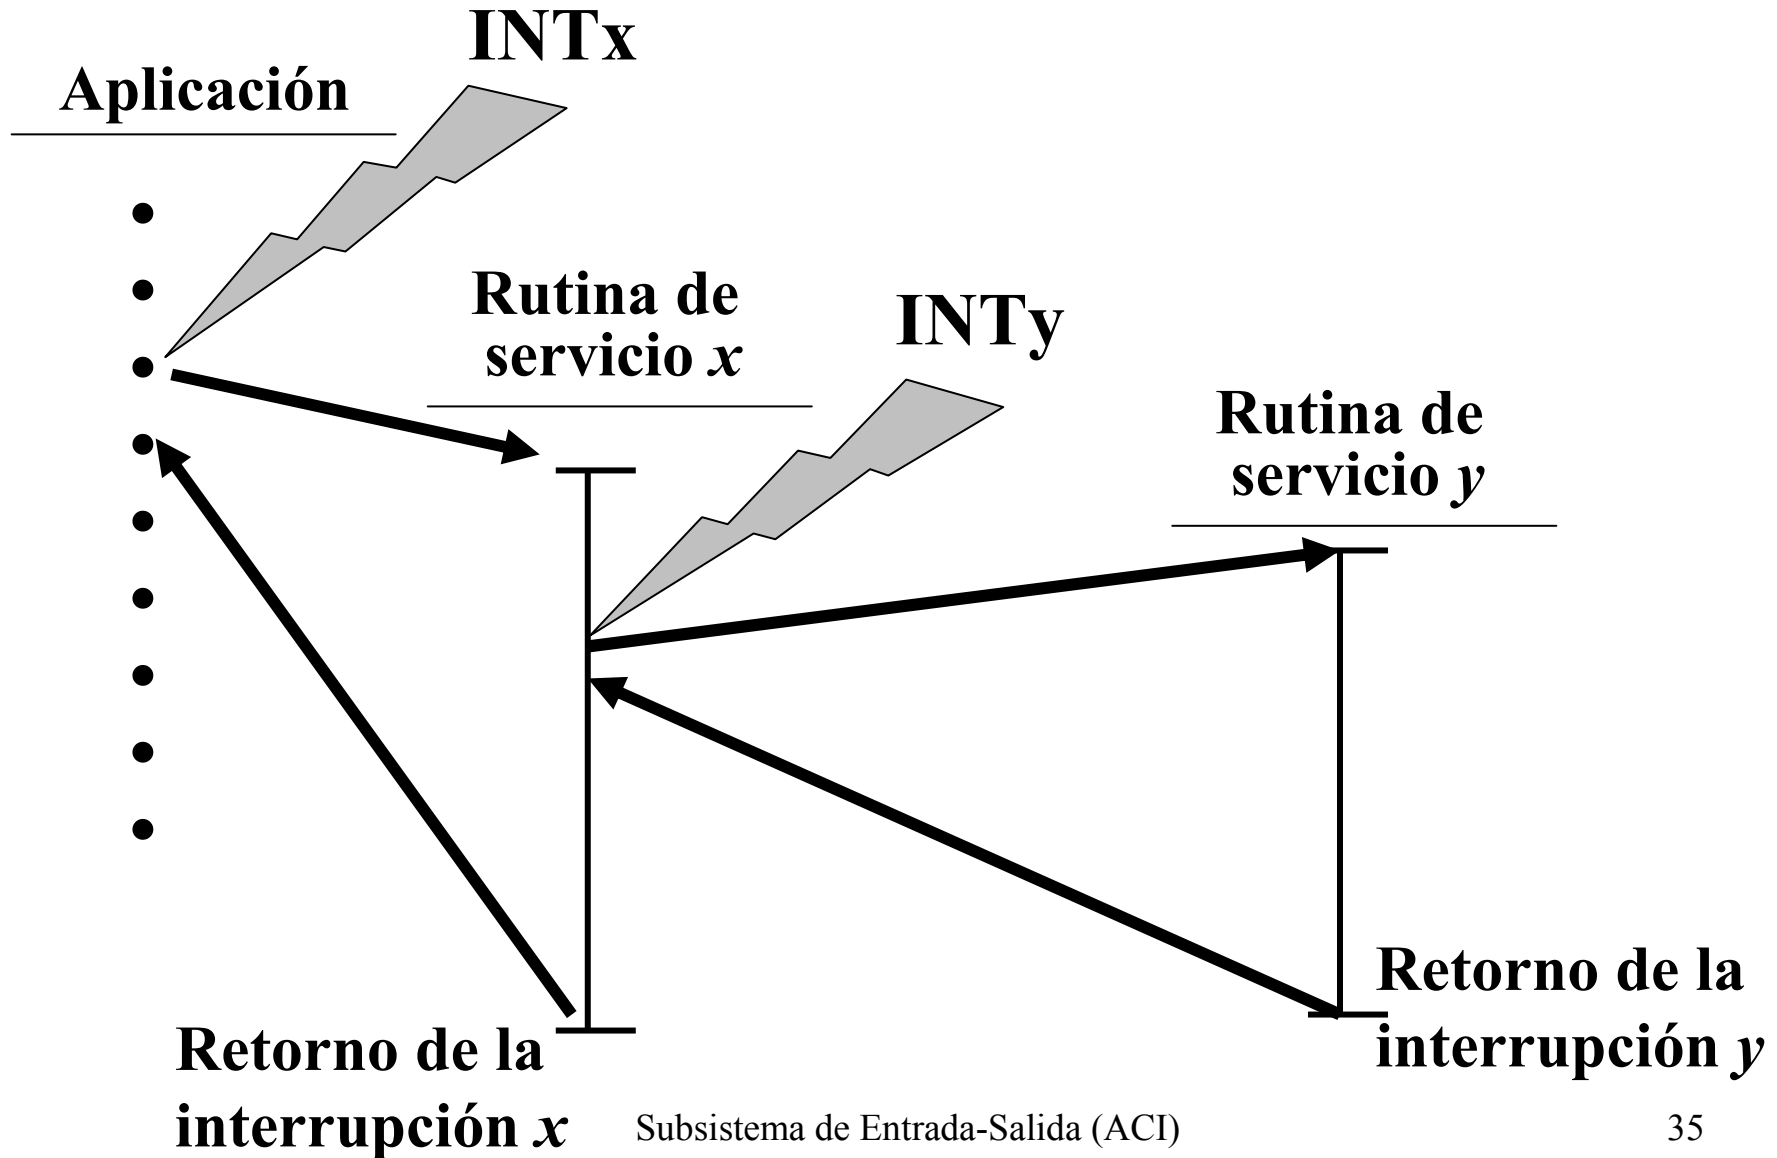 INTx
Aplicación
Rutina de
servicio x
INTy
Rutina de
servicio y
Retorno de la
interrupción y
Retorno de la
interrupción x
Subsistema de Entrada-Salida (ACI)
35